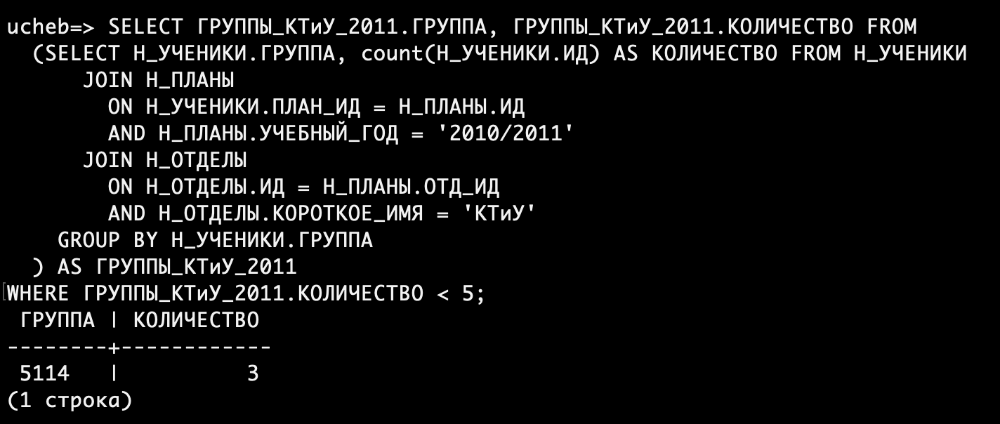 ucheb=> SELECT ГРУППЫ_КТиУ_2011.ГРУППА, ГРУППЫ_КТиУ_2011.КОЛИЧЕСТВО FROM
  (SELECT Н_УЧЕНИКИ.ГРУППА, count(Н_УЧЕНИКИ.ИД) AS КОЛИЧЕСТВО FROM Н_УЧЕНИКИ
      JOIN Н_ПЛАНЫ
        ON Н_УЧЕНИКИ.ПЛАН_ИД = Н_ПЛАНЫ.ИД
        AND Н_ПЛАНЫ.УЧЕБНЫЙ_ГОД = '2010/2011'
      JOIN Н_ОТДЕЛЫ
        ON Н_ОТДЕЛЫ.ИД = Н_ПЛАНЫ.ОТД_ИД
        AND Н_ОТДЕЛЫ.КОРОТКОЕ_ИМЯ = 'КТиУ'
    GROUP BY Н_УЧЕНИКИ.ГРУППА
  ) AS ГРУППЫ_КТиУ_2011
WHERE ГРУППЫ_КТиУ_2011.КОЛИЧЕСТВО < 5;
 ГРУППА | КОЛИЧЕСТВО
--------+------------
 5114   |          3
(1 строка)